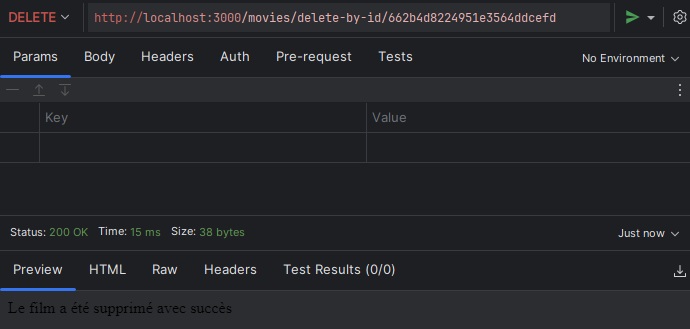 DELETE http://localhost:3000/movies/delete-by-id/662b4d8224951e3564ddcefd
Params Body Headers Auth Pre-request Tests No Environment
Key Value
Status: 200 OK Time: 15 ms Size: 38 bytes Just now
Preview HTML Raw Headers Test Results (0/0)
Le film a été supprimé avec succès